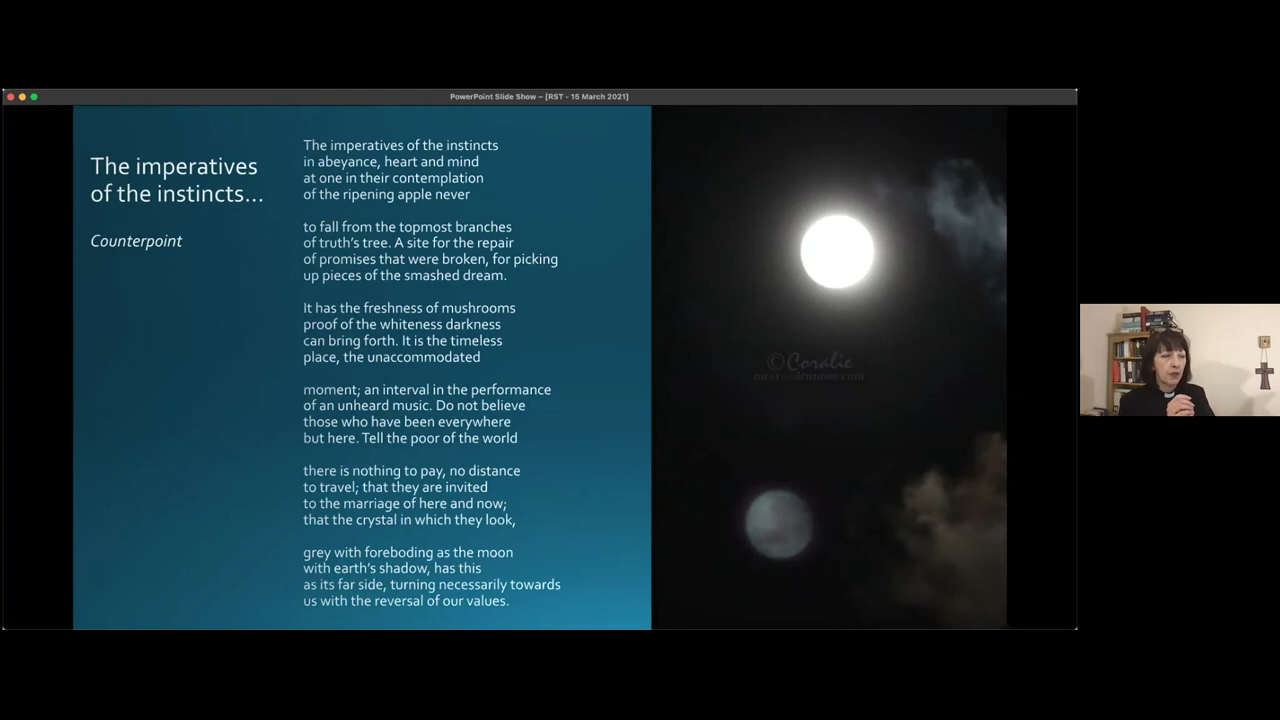 PowerPoint Slide Show – [RST - 15 March 2021]
The imperatives
of the instincts...
Counterpoint
The imperatives of the instincts
in abeyance, heart and mind
at one in their contemplation
of the ripening apple never
to fall from the topmost branches
of truth's tree. A site for the repair
of promises that were broken, for picking
up pieces of the smashed dream.
It has the freshness of mushrooms
proof of the whiteness darkness
can bring forth. It is the timeless
place, the unaccommodated
moment; an interval in the performance
of an unheard music. Do not believe
those who have been everywhere
but here. Tell the poor of the world
there is nothing to pay, no distance
to travel; that they are invited
to the marriage of here and now;
that the crystal in which they look,
grey with foreboding as the moon
with earth's shadow, has this
as its far side, turning necessarily towards
us with the reversal of our values.
©Coralie